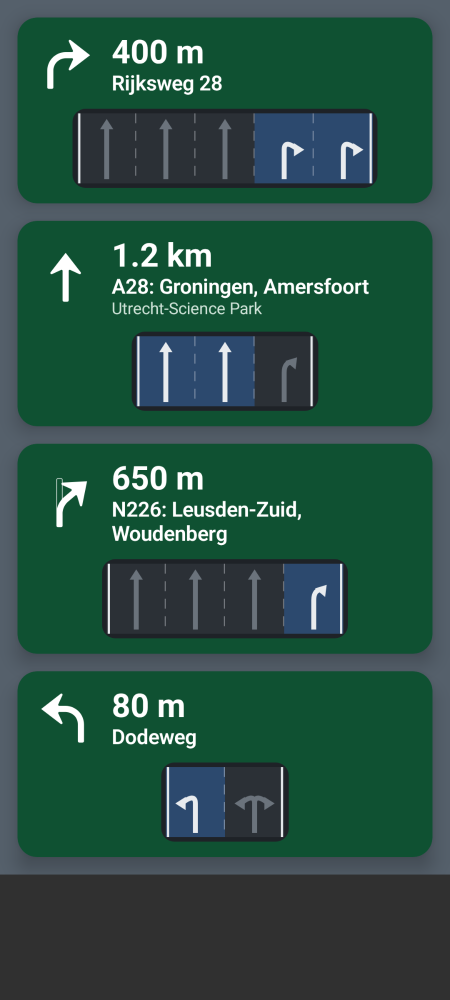 400 m
Rijksweg 28
1.2 km
A28: Groningen, Amersfoort
Utrecht-Science Park
650 m
N226: Leusden-Zuid,
Woudenberg
80 m
Dodeweg